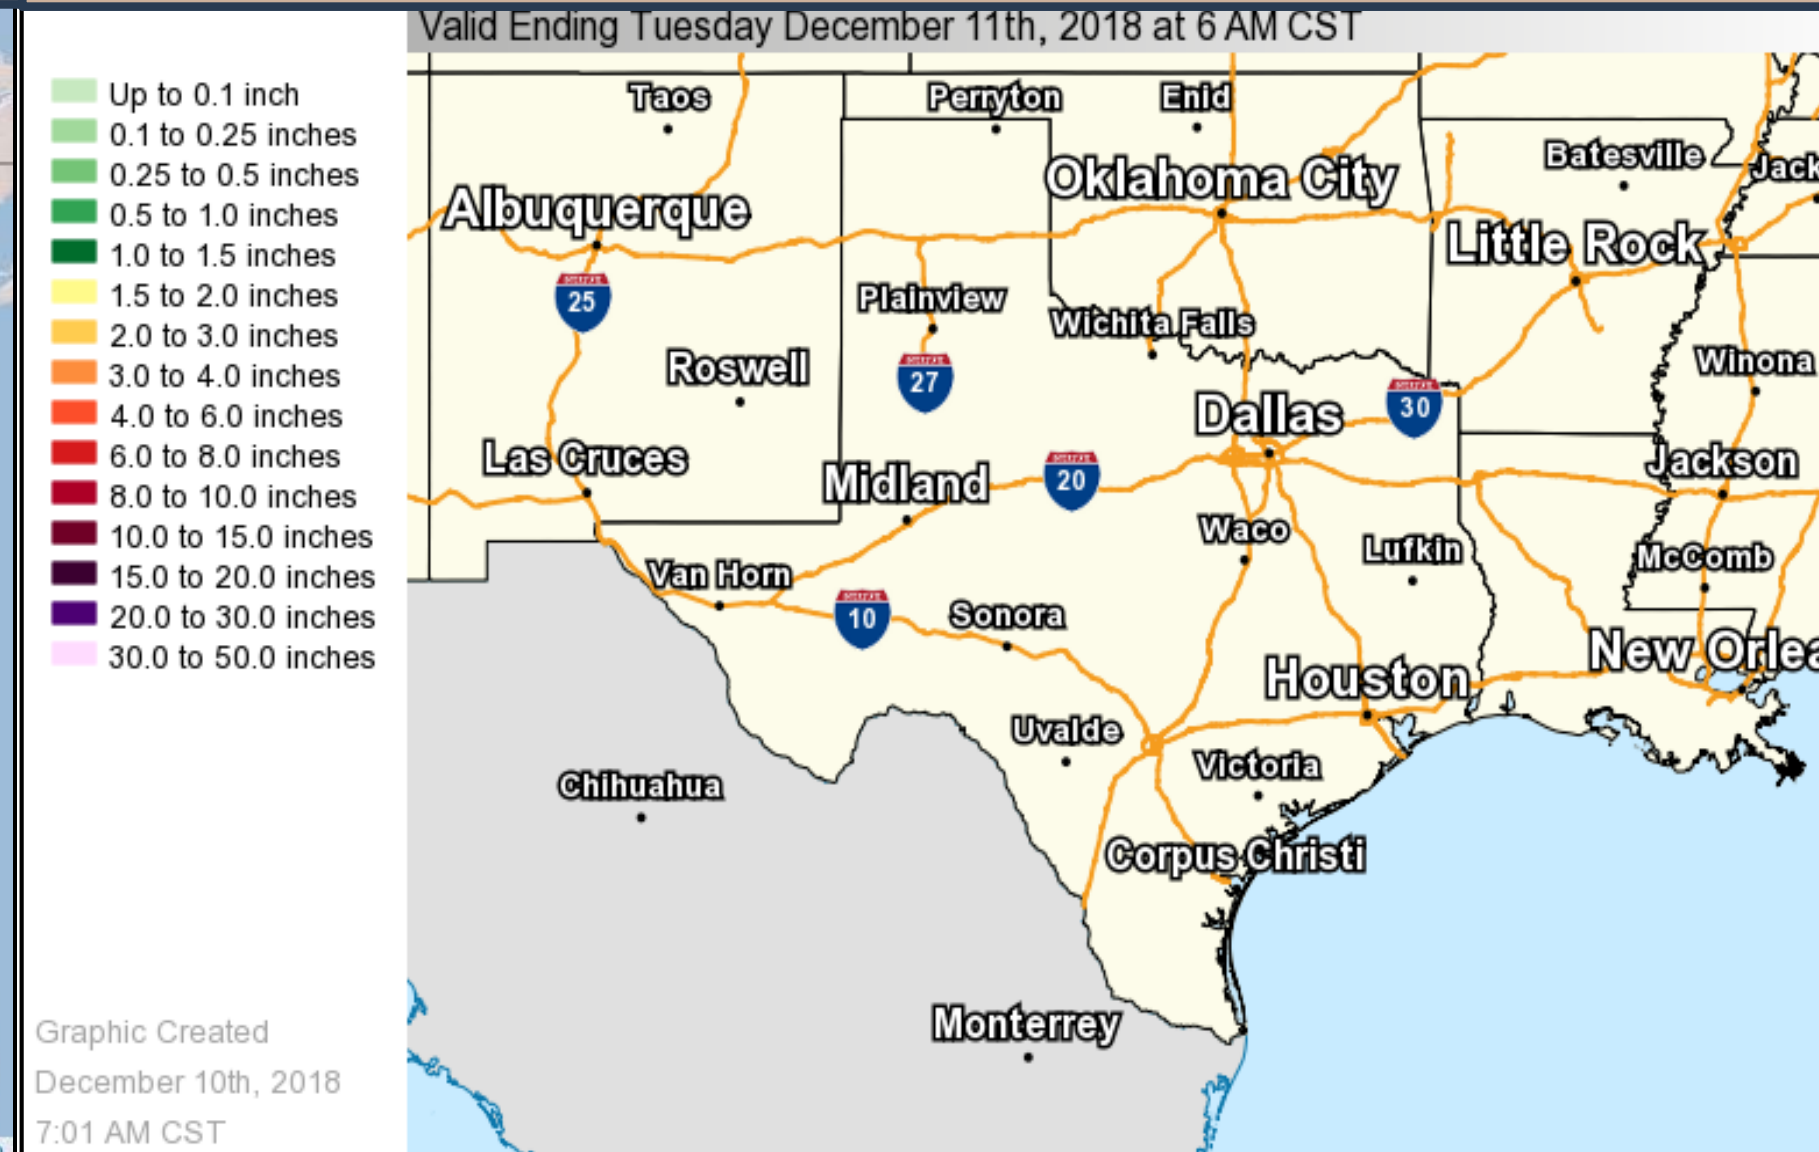 Valid Ending Tuesday December 11th, 2018 at 6 AM CST
Up to 0.1 inch
0.1 to 0.25 inches
0.25 to 0.5 inches
0.5 to 1.0 inches
1.0 to 1.5 inches
1.5 to 2.0 inches
2.0 to 3.0 inches
3.0 to 4.0 inches
4.0 to 6.0 inches
6.0 to 8.0 inches
8.0 to 10.0 inches
10.0 to 15.0 inches
15.0 to 20.0 inches
20.0 to 30.0 inches
30.0 to 50.0 inches
Graphic Created
December 10th, 2018
7:01 AM CST
Taos
Perryton
Enid
Batesville
Jack
Oklahoma City
Albuquerque
Little Rock
25
Plainview
Wichita Falls
Roswell
27
Winona
30
Dallas
Las Cruces
Midland
20
Jackson
Waco
Lufkin
McComb
Van Horn
10
Sonora
New Orlea
Houston
Uvalde
Victoria
Chihuahua
Corpus Christi
Monterrey